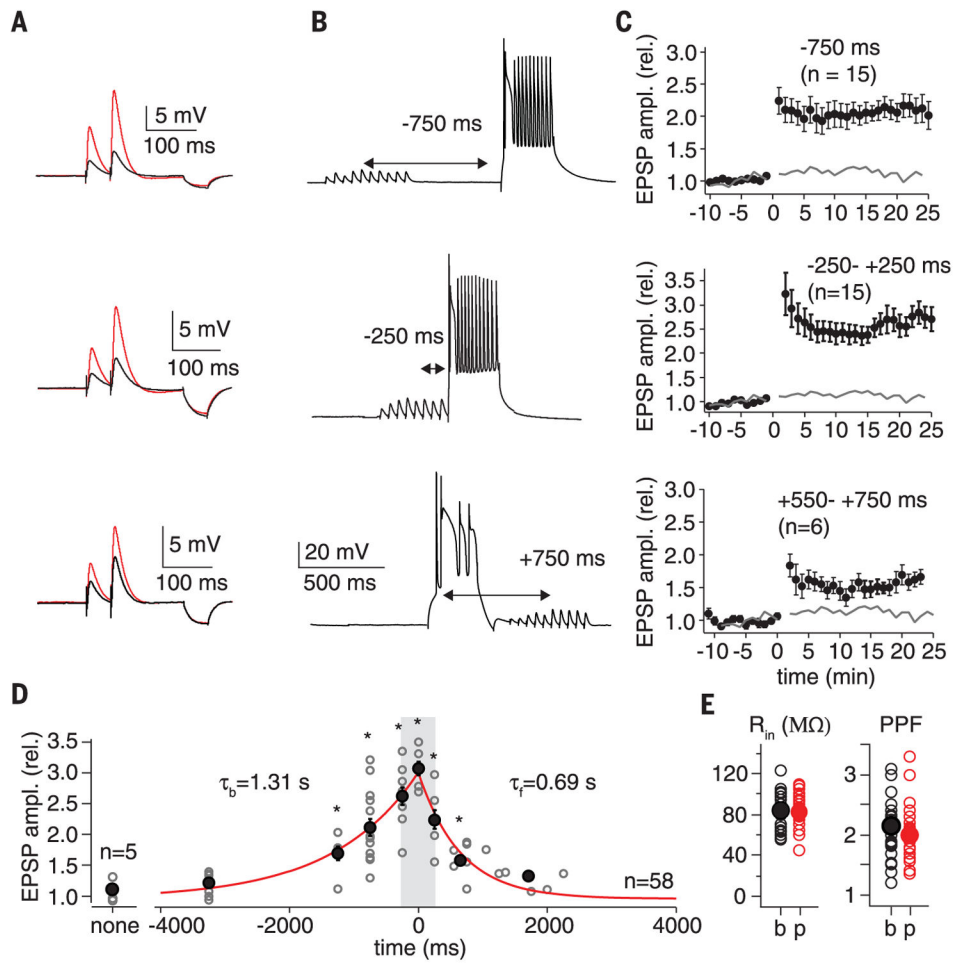 A
5 mV
100 ms
5 mV
100 ms
5 mV
100 ms
B
-750 ms
-250 ms
20 mV
500 ms
+750 ms
C
EPSP ampl. (rel.)
3.0
2.5
2.0
1.5
1.0
-750 ms
(n = 15)
-10 -5 0 5 10 15 20 25
EPSP ampl. (rel.)
3.5
3.0
2.5
2.0
1.5
1.0
-250- +250 ms
(n=15)
-10 -5 0 5 10 15 20 25
EPSP ampl. (rel.)
3.0
2.5
2.0
1.5
1.0
+550- +750 ms
(n=6)
-10 -5 0 5 10 15 20 25
time (min)
D
EPSP ampl. (rel.)
3.5
3.0
2.5
2.0
1.5
1.0
τb=1.31 s
τf=0.69 s
* * * * * * *
n=5
n=58
none -4000 -2000 0 2000 4000
time (ms)
E
Rin (MΩ)
120
80
40
0
b p
PPF
3
2
1
b p